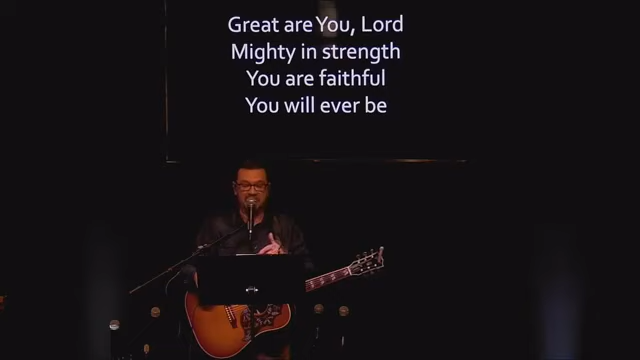 Great are You, Lord
Mighty in strength
You are faithful
You will ever be